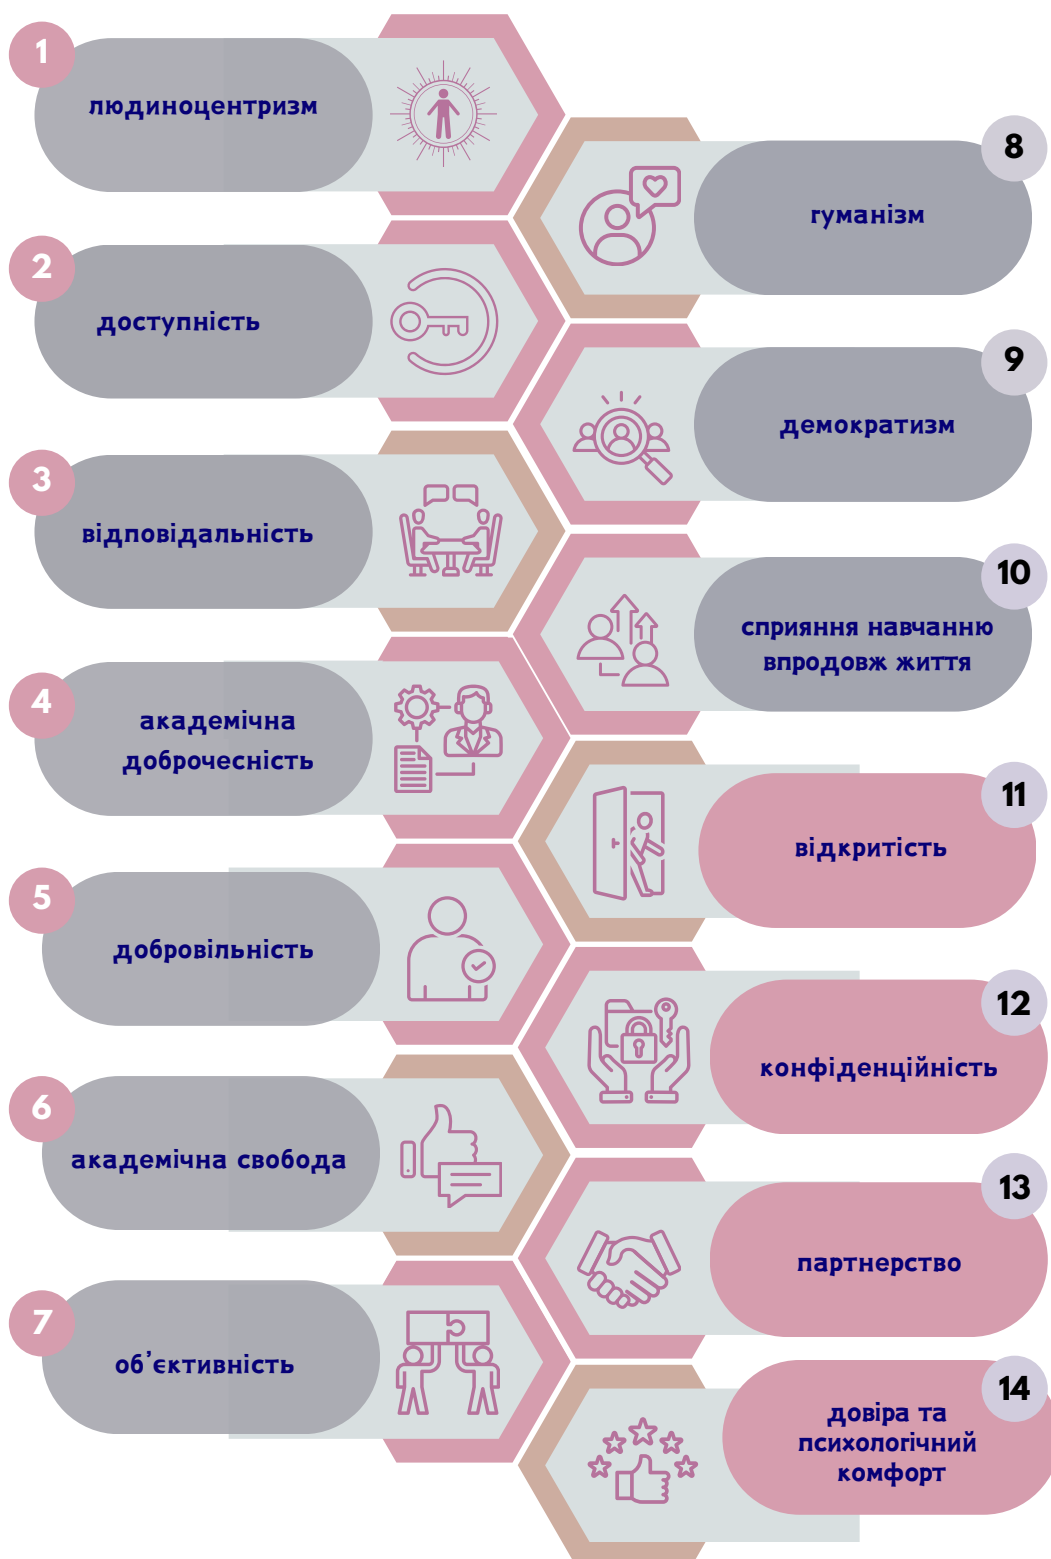 1
людиноцентризм
2
доступність
3
відповідальність
4
академічна
доброчесність
5
добровільність
6
академічна свобода
7
об'єктивність
8
гуманізм
9
демократизм
10
сприяння навчанню
впродовж життя
11
відкритість
12
конфіденційність
13
партнерство
14
довіра та
психологічний
комфорт